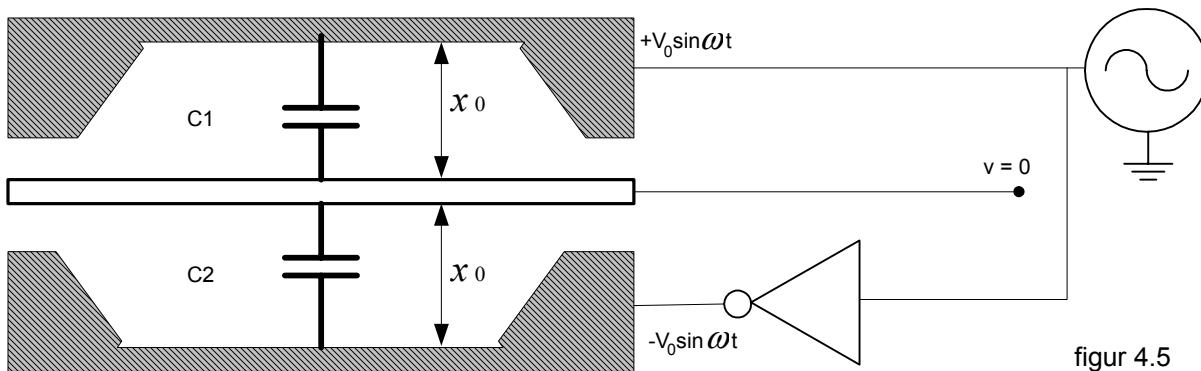 +V₀sinωt
C1
x₀
v = 0
C2
x₀
-V₀sinωt
figur 4.5